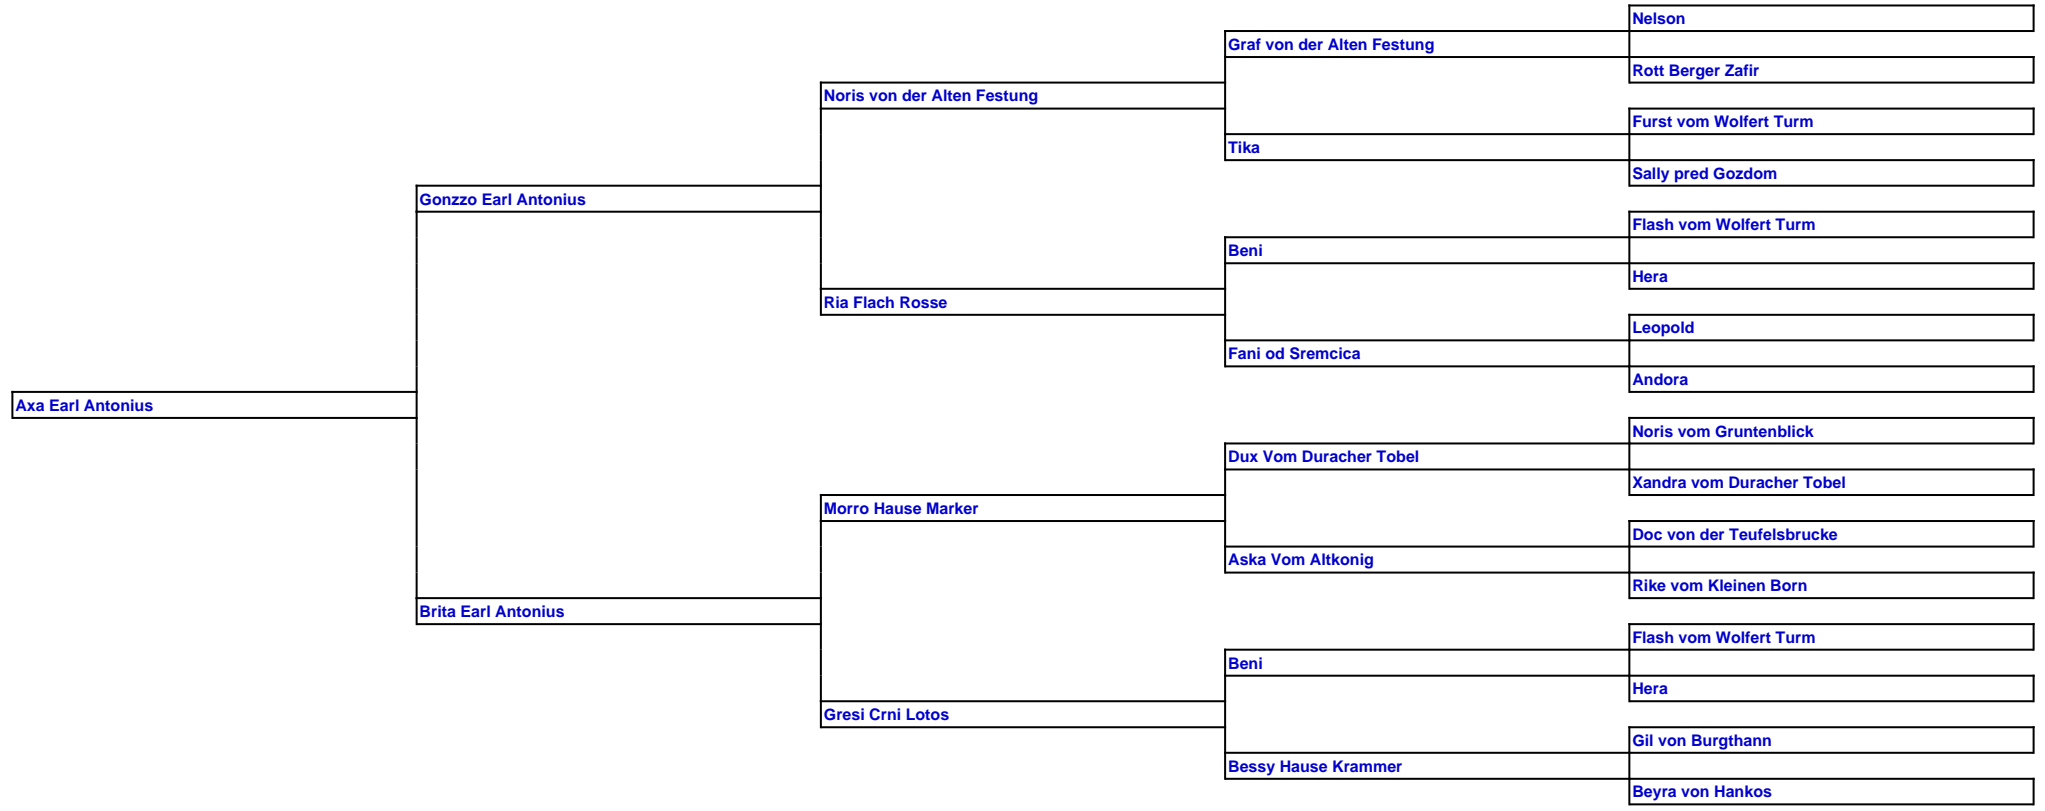 Nelson
Graf von der Alten Festung
Rott Berger Zafir
Noris von der Alten Festung
Furst vom Wolfert Turm
Tika
Sally pred Gozdom
Gonzzo Earl Antonius
Flash vom Wolfert Turm
Beni
Hera
Ria Flach Rosse
Leopold
Fani od Sremcica
Andora
Axa Earl Antonius
Noris vom Gruntenblick
Dux Vom Duracher Tobel
Xandra vom Duracher Tobel
Morro Hause Marker
Doc von der Teufelsbrucke
Aska Vom Altkonig
Rike vom Kleinen Born
Brita Earl Antonius
Flash vom Wolfert Turm
Beni
Hera
Gresi Crni Lotos
Gil von Burgthann
Bessy Hause Krammer
Beyra von Hankos